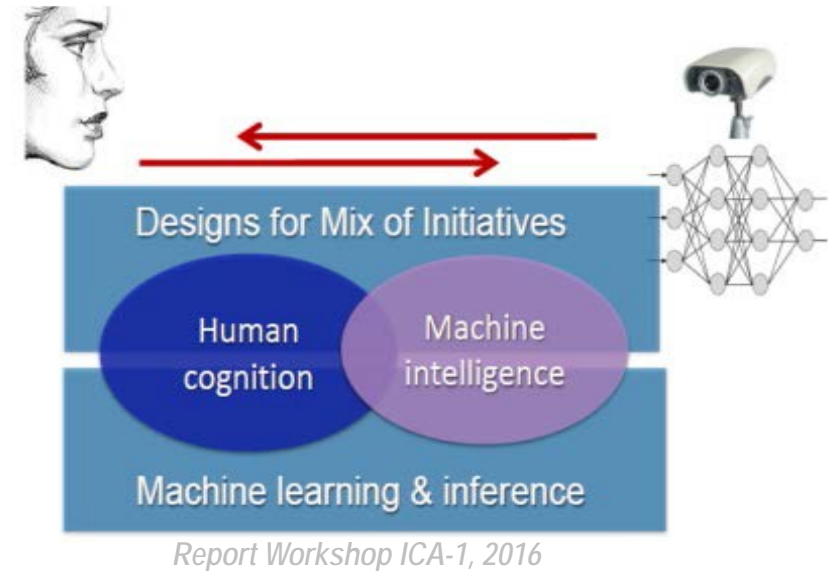 Designs for Mix of Initiatives
Human
cognition
Machine
intelligence
Machine learning & inference
Report Workshop ICA-1, 2016